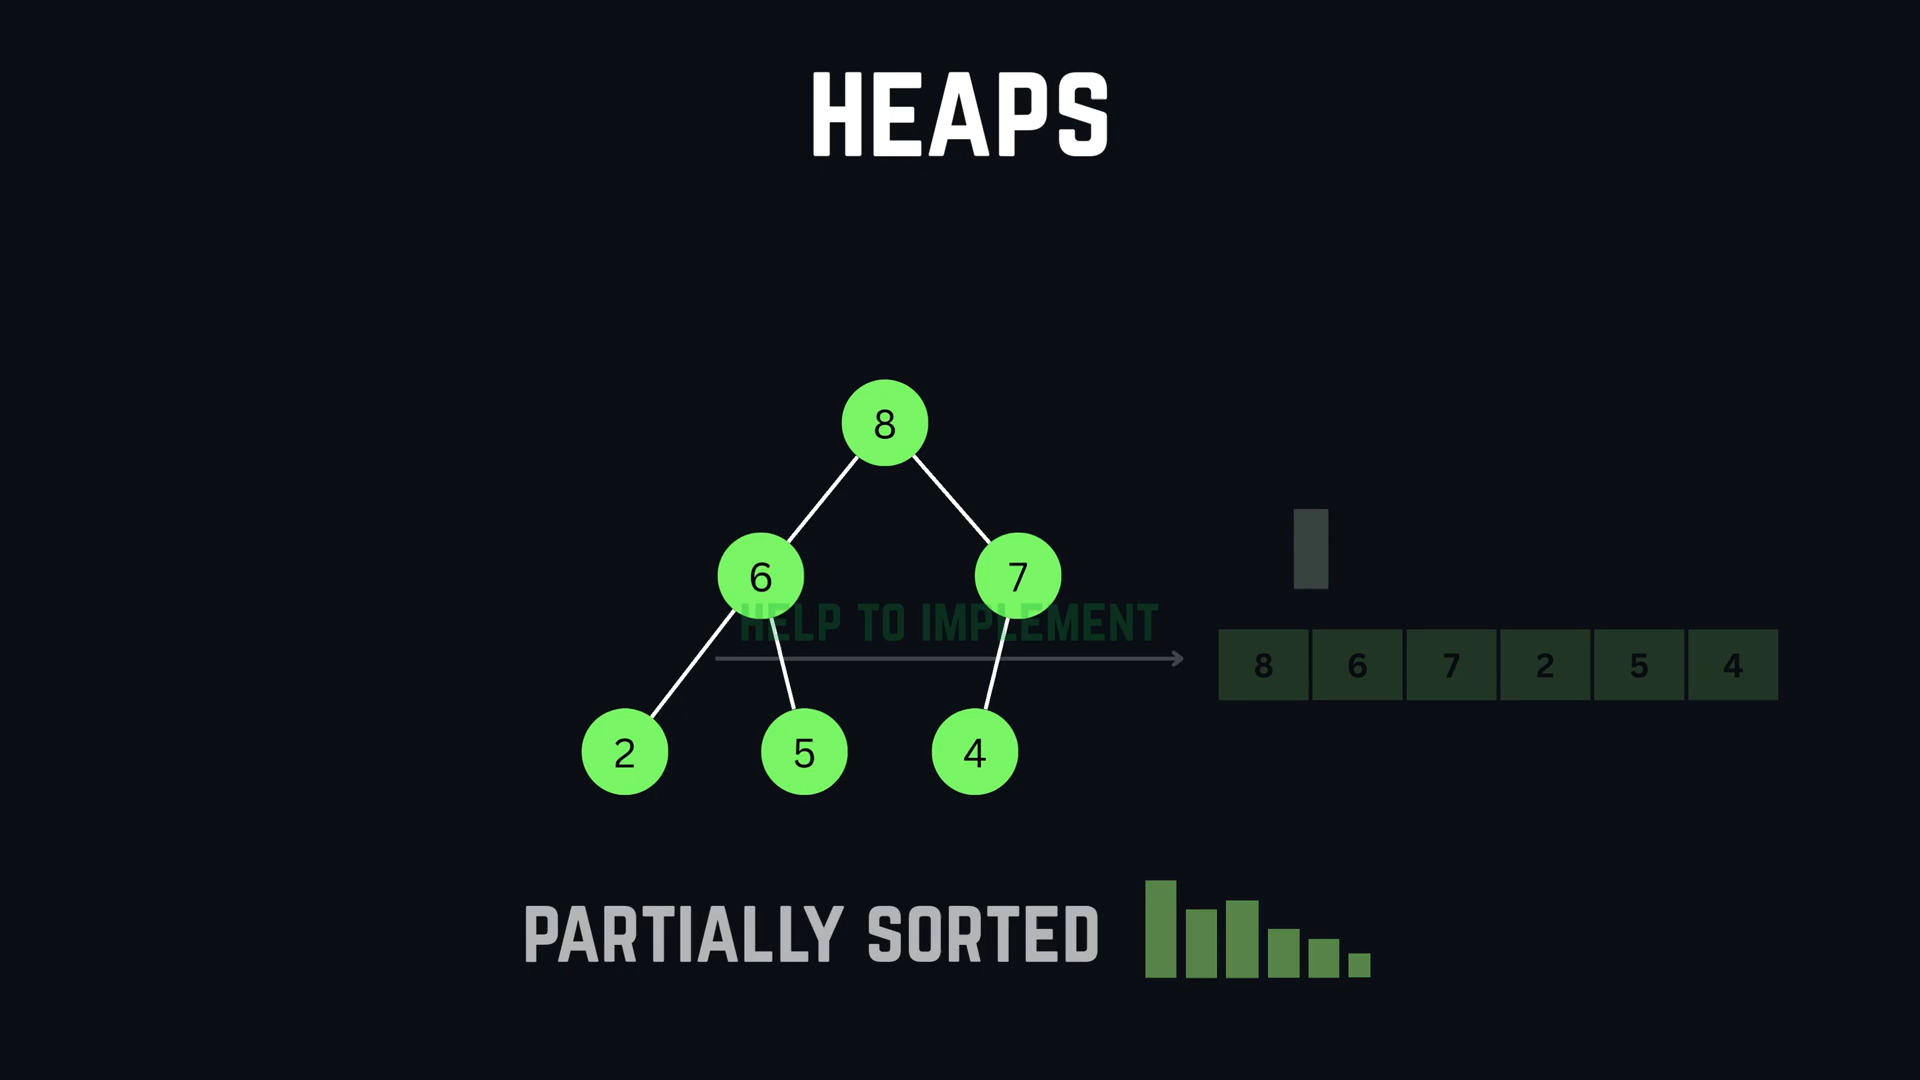 HEAPS
8
6 7
HELP TO IMPLEMENT
8 6 7 2 5 4
2 5 4
PARTIALLY SORTED